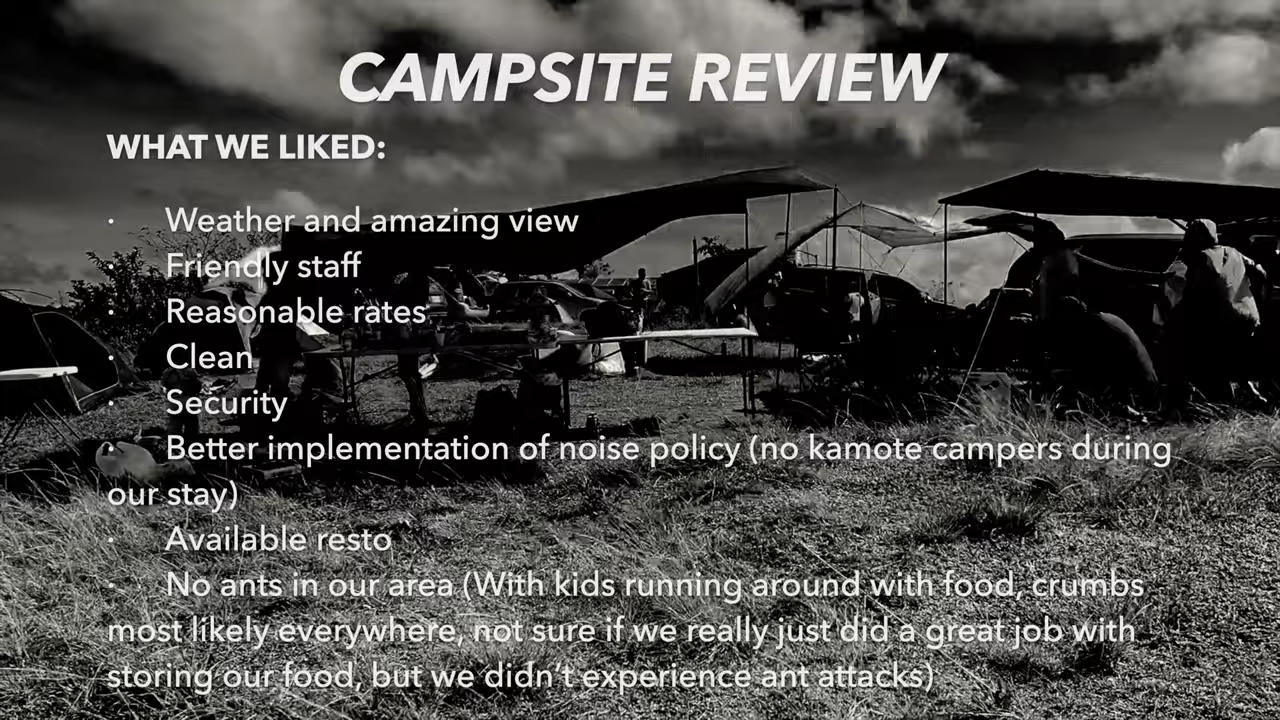 CAMPSITE REVIEW
WHAT WE LIKED:
· Weather and amazing view
· Friendly staff
· Reasonable rates
· Clean
· Security
· Better implementation of noise policy (no kamote campers during
our stay)
· Available resto
· No ants in our area (With kids running around with food, crumbs
most likely everywhere, not sure if we really just did a great job with
storing our food, but we didn’t experience ant attacks)